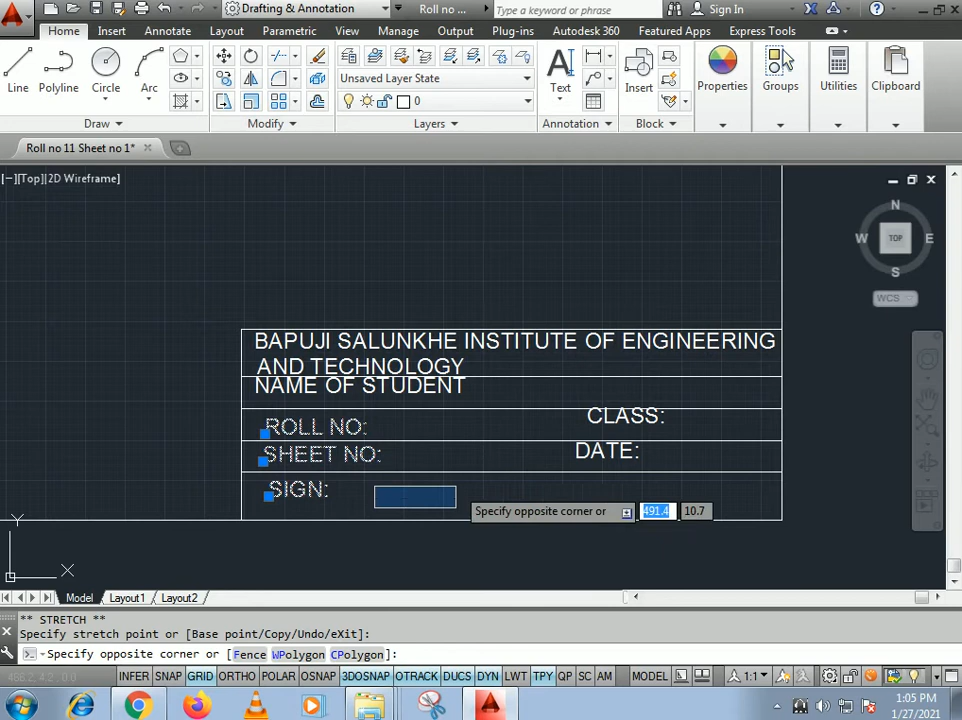 Drafting & Annotation
Roll no ...
Type a keyword or phrase
Sign In
Home Insert Annotate Layout Parametric View Manage Output Plug-ins Autodesk 360 Featured Apps Express Tools
Line Polyline Circle Arc
Draw
Modify
Unsaved Layer State
0
Layers
Text
Annotation
Insert
Block
Properties
Groups
Utilities
Clipboard
Roll no 11 Sheet no 1*
[−][Top][2D Wireframe]
N
W TOP E
S
WCS
BAPUJI SALUNKHE INSTITUTE OF ENGINEERING
AND TECHNOLOGY
NAME OF STUDENT
ROLL NO: CLASS:
SHEET NO: DATE:
SIGN:
Specify opposite corner or 491.4 10.7
Y
X
Model Layout1 Layout2
** STRETCH **
Specify stretch point or [Base point/Copy/Undo/eXit]:
Specify opposite corner or [Fence WPolygon CPolygon]:
INFER SNAP GRID ORTHO POLAR OSNAP 3DOSNAP OTRACK DUCS DYN LWT TPY QP SC AM MODEL 1:1
1:05 PM
1/27/2021